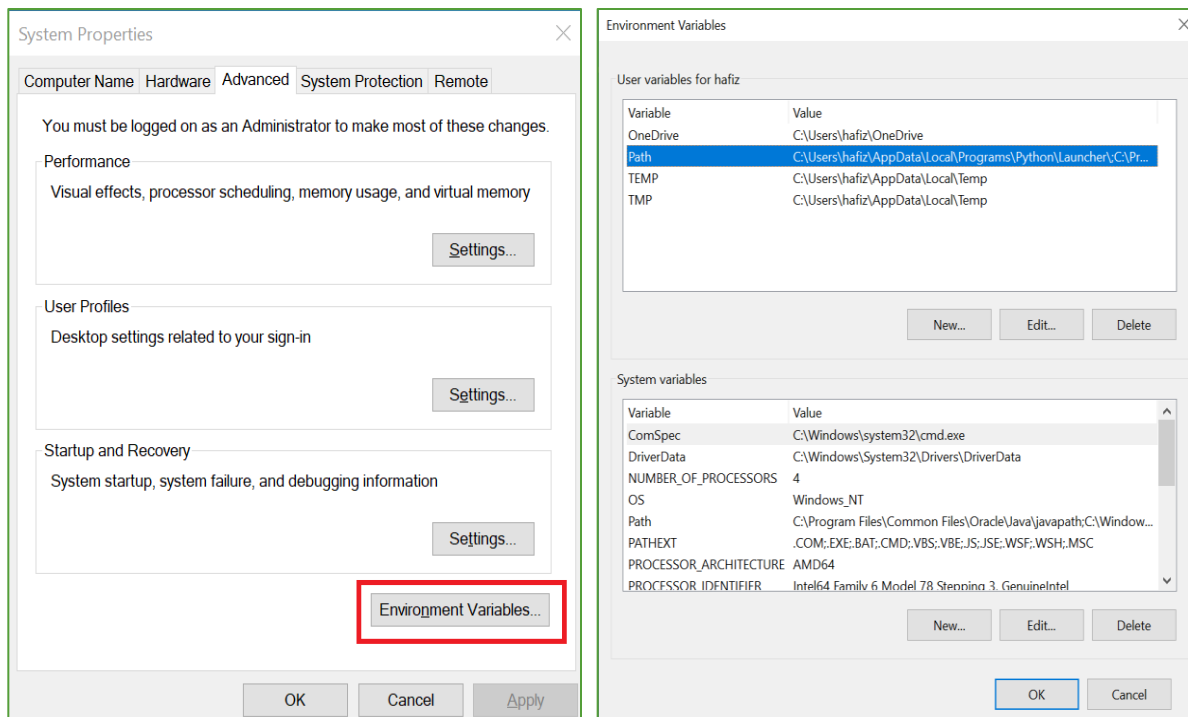 System Properties
Computer Name Hardware Advanced System Protection Remote
You must be logged on as an Administrator to make most of these changes.
Performance
Visual effects, processor scheduling, memory usage, and virtual memory
Settings...
User Profiles
Desktop settings related to your sign-in
Settings...
Startup and Recovery
System startup, system failure, and debugging information
Settings...
Environment Variables...
OK Cancel Apply
Environment Variables
User variables for hafiz
Variable Value
OneDrive C:\Users\hafiz\OneDrive
Path C:\Users\hafiz\AppData\Local\Programs\Python\Launcher\;C:\Pr...
TEMP C:\Users\hafiz\AppData\Local\Temp
TMP C:\Users\hafiz\AppData\Local\Temp
New... Edit... Delete
System variables
Variable Value
ComSpec C:\Windows\system32\cmd.exe
DriverData C:\Windows\System32\Drivers\DriverData
NUMBER_OF_PROCESSORS 4
OS Windows_NT
Path C:\Program Files\Common Files\Oracle\Java\javapath;C:\Window...
PATHEXT .COM;.EXE;.BAT;.CMD;.VBS;.VBE;.JS;.JSE;.WSF;.WSH;.MSC
PROCESSOR_ARCHITECTURE AMD64
PROCESSOR_IDENTIFIER Intel64 Family 6 Model 78 Stepping 3, GenuineIntel
New... Edit... Delete
OK Cancel